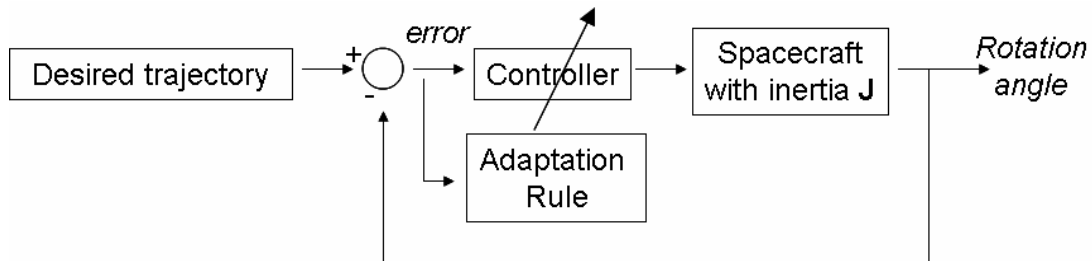 error
Rotation
angle
Desired trajectory
+
-
Controller
Spacecraft
with inertia J
Adaptation
Rule